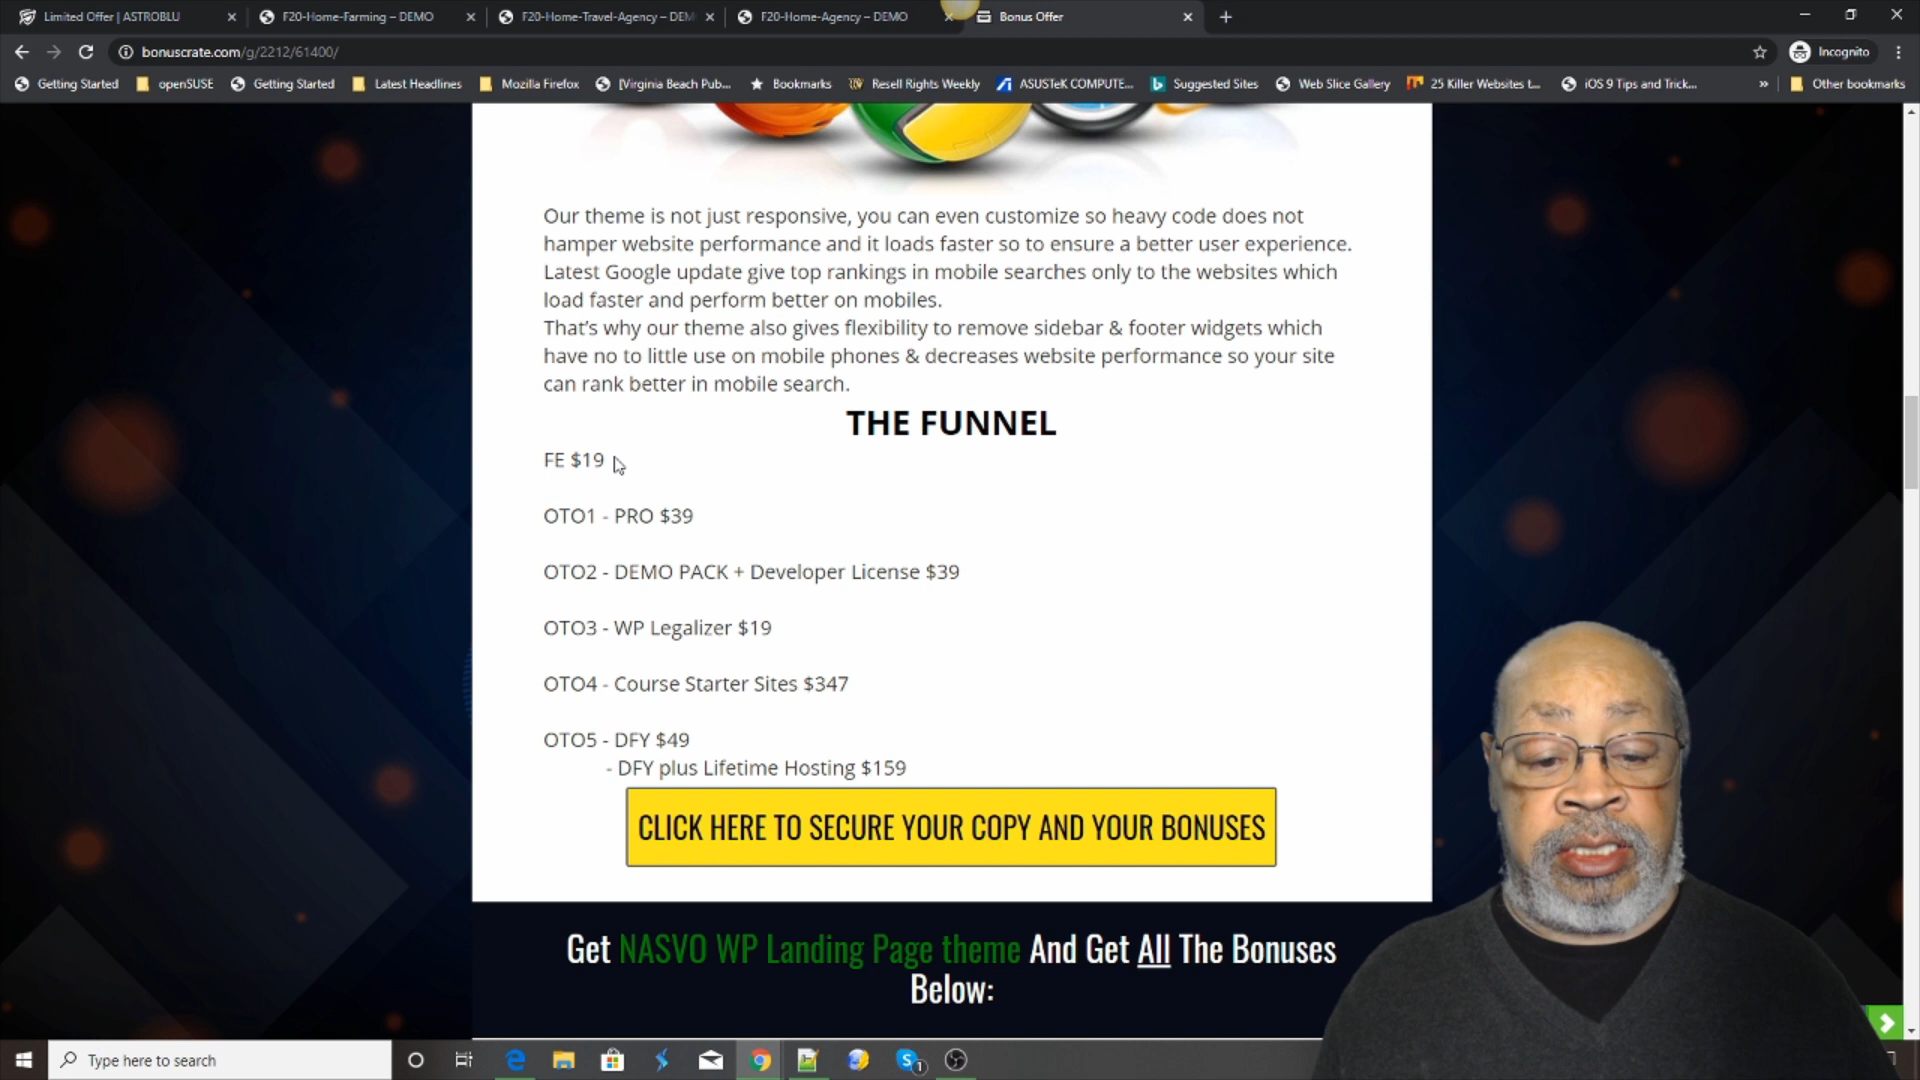 Limited Offer | ASTROBLU
F20-Home-Farming – DEMO
F20-Home-Travel-Agency – DEM
F20-Home-Agency – DEMO
Bonus Offer
bonuscrate.com/g/2212/61400/
Incognito
Getting Started
openSUSE
Getting Started
Latest Headlines
Mozilla Firefox
[Virginia Beach Pub...
Bookmarks
Resell Rights Weekly
ASUSTeK COMPUTE...
Suggested Sites
Web Slice Gallery
25 Killer Websites t...
iOS 9 Tips and Trick...
»
Other bookmarks
Our theme is not just responsive, you can even customize so heavy code does not
hamper website performance and it loads faster so to ensure a better user experience.
Latest Google update give top rankings in mobile searches only to the websites which
load faster and perform better on mobiles.
That's why our theme also gives flexibility to remove sidebar & footer widgets which
have no to little use on mobile phones & decreases website performance so your site
can rank better in mobile search.
THE FUNNEL
FE $19
OTO1 - PRO $39
OTO2 - DEMO PACK + Developer License $39
OTO3 - WP Legalizer $19
OTO4 - Course Starter Sites $347
OTO5 - DFY $49
- DFY plus Lifetime Hosting $159
CLICK HERE TO SECURE YOUR COPY AND YOUR BONUSES
Get NASVO WP Landing Page theme And Get All The Bonuses
Below:
Type here to search
1